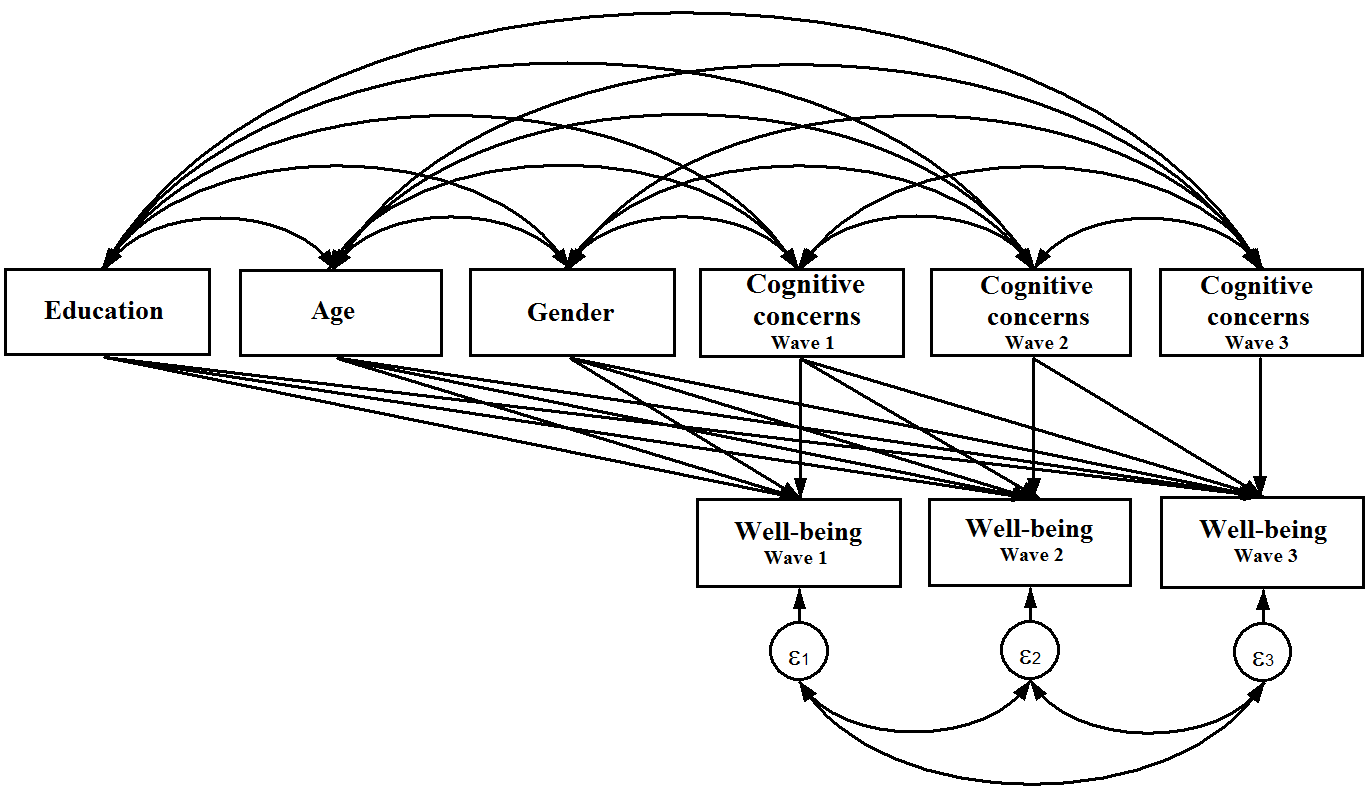 Education
Age
Gender
Cognitive
concerns
Wave 1
Cognitive
concerns
Wave 2
Cognitive
concerns
Wave 3
Well-being
Wave 1
Well-being
Wave 2
Well-being
Wave 3
ε1
ε2
ε3